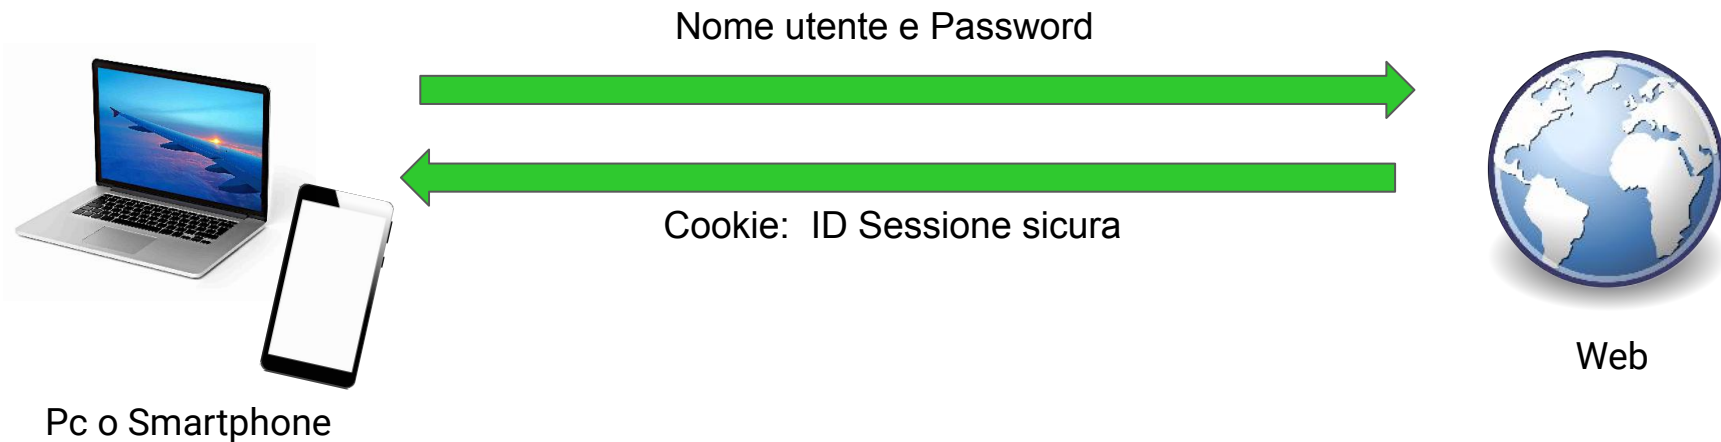 Nome utente e Password
Cookie: ID Sessione sicura
Web
Pc o Smartphone